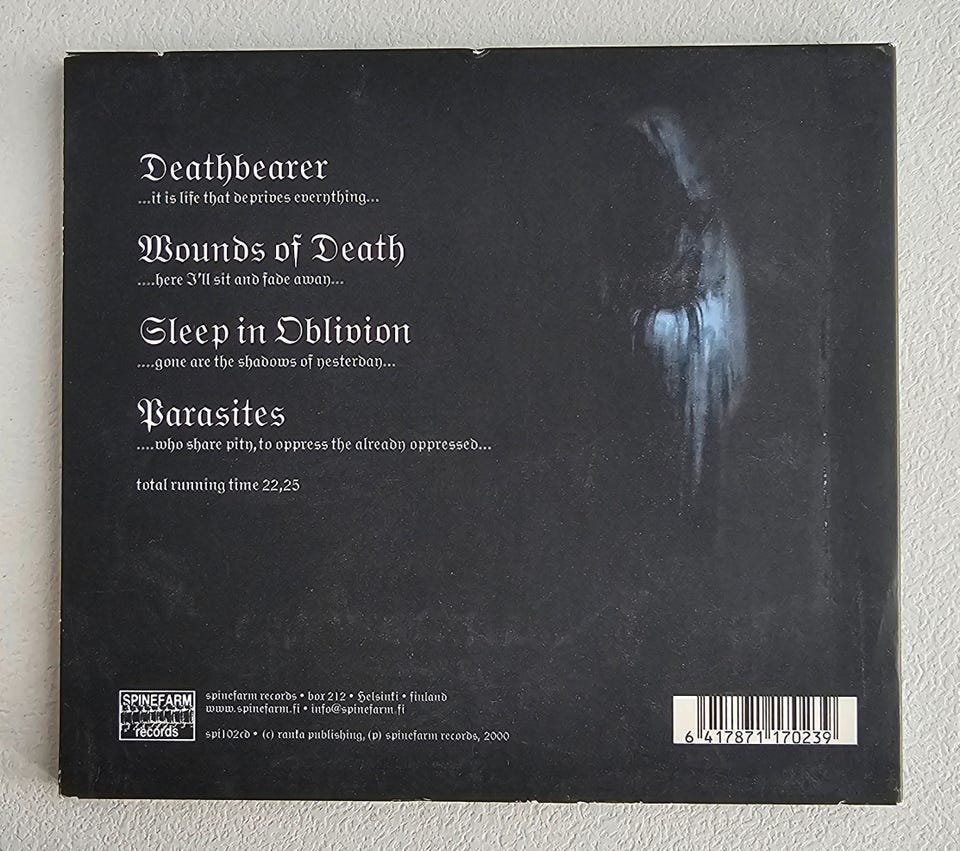 Deathbearer
...it is life that deprives everything...
Wounds of Death
....here I'll sit and fade away...
Sleep in Oblivion
....gone are the shadows of yesterday...
Parasites
....who share pity, to oppress the already oppressed...
total running time 22,25
SPINEFARM
records
spinefarm records • box 212 • Helsinki • finland
www.spinefarm.fi • info@spinefarm.fi
spi102cd • (c) ranka publishing, (p) spinefarm records, 2000
6 417871 170239